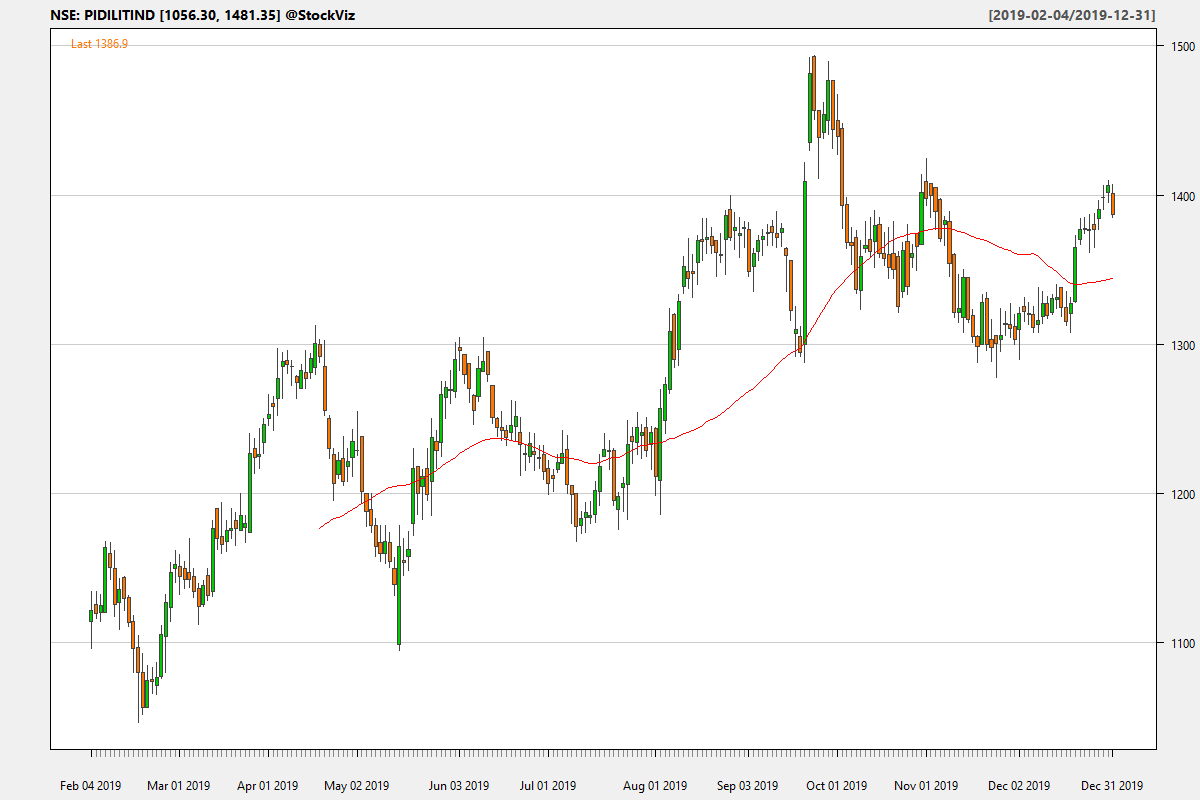 NSE: PIDILITIND [1056.30, 1481.35] @StockViz
[2019-02-04/2019-12-31]
Last 1386.9
1500
1400
1300
1200
1100
Feb 04 2019 Mar 01 2019 Apr 01 2019 May 02 2019 Jun 03 2019 Jul 01 2019 Aug 01 2019 Sep 03 2019 Oct 01 2019 Nov 01 2019 Dec 02 2019 Dec 31 2019